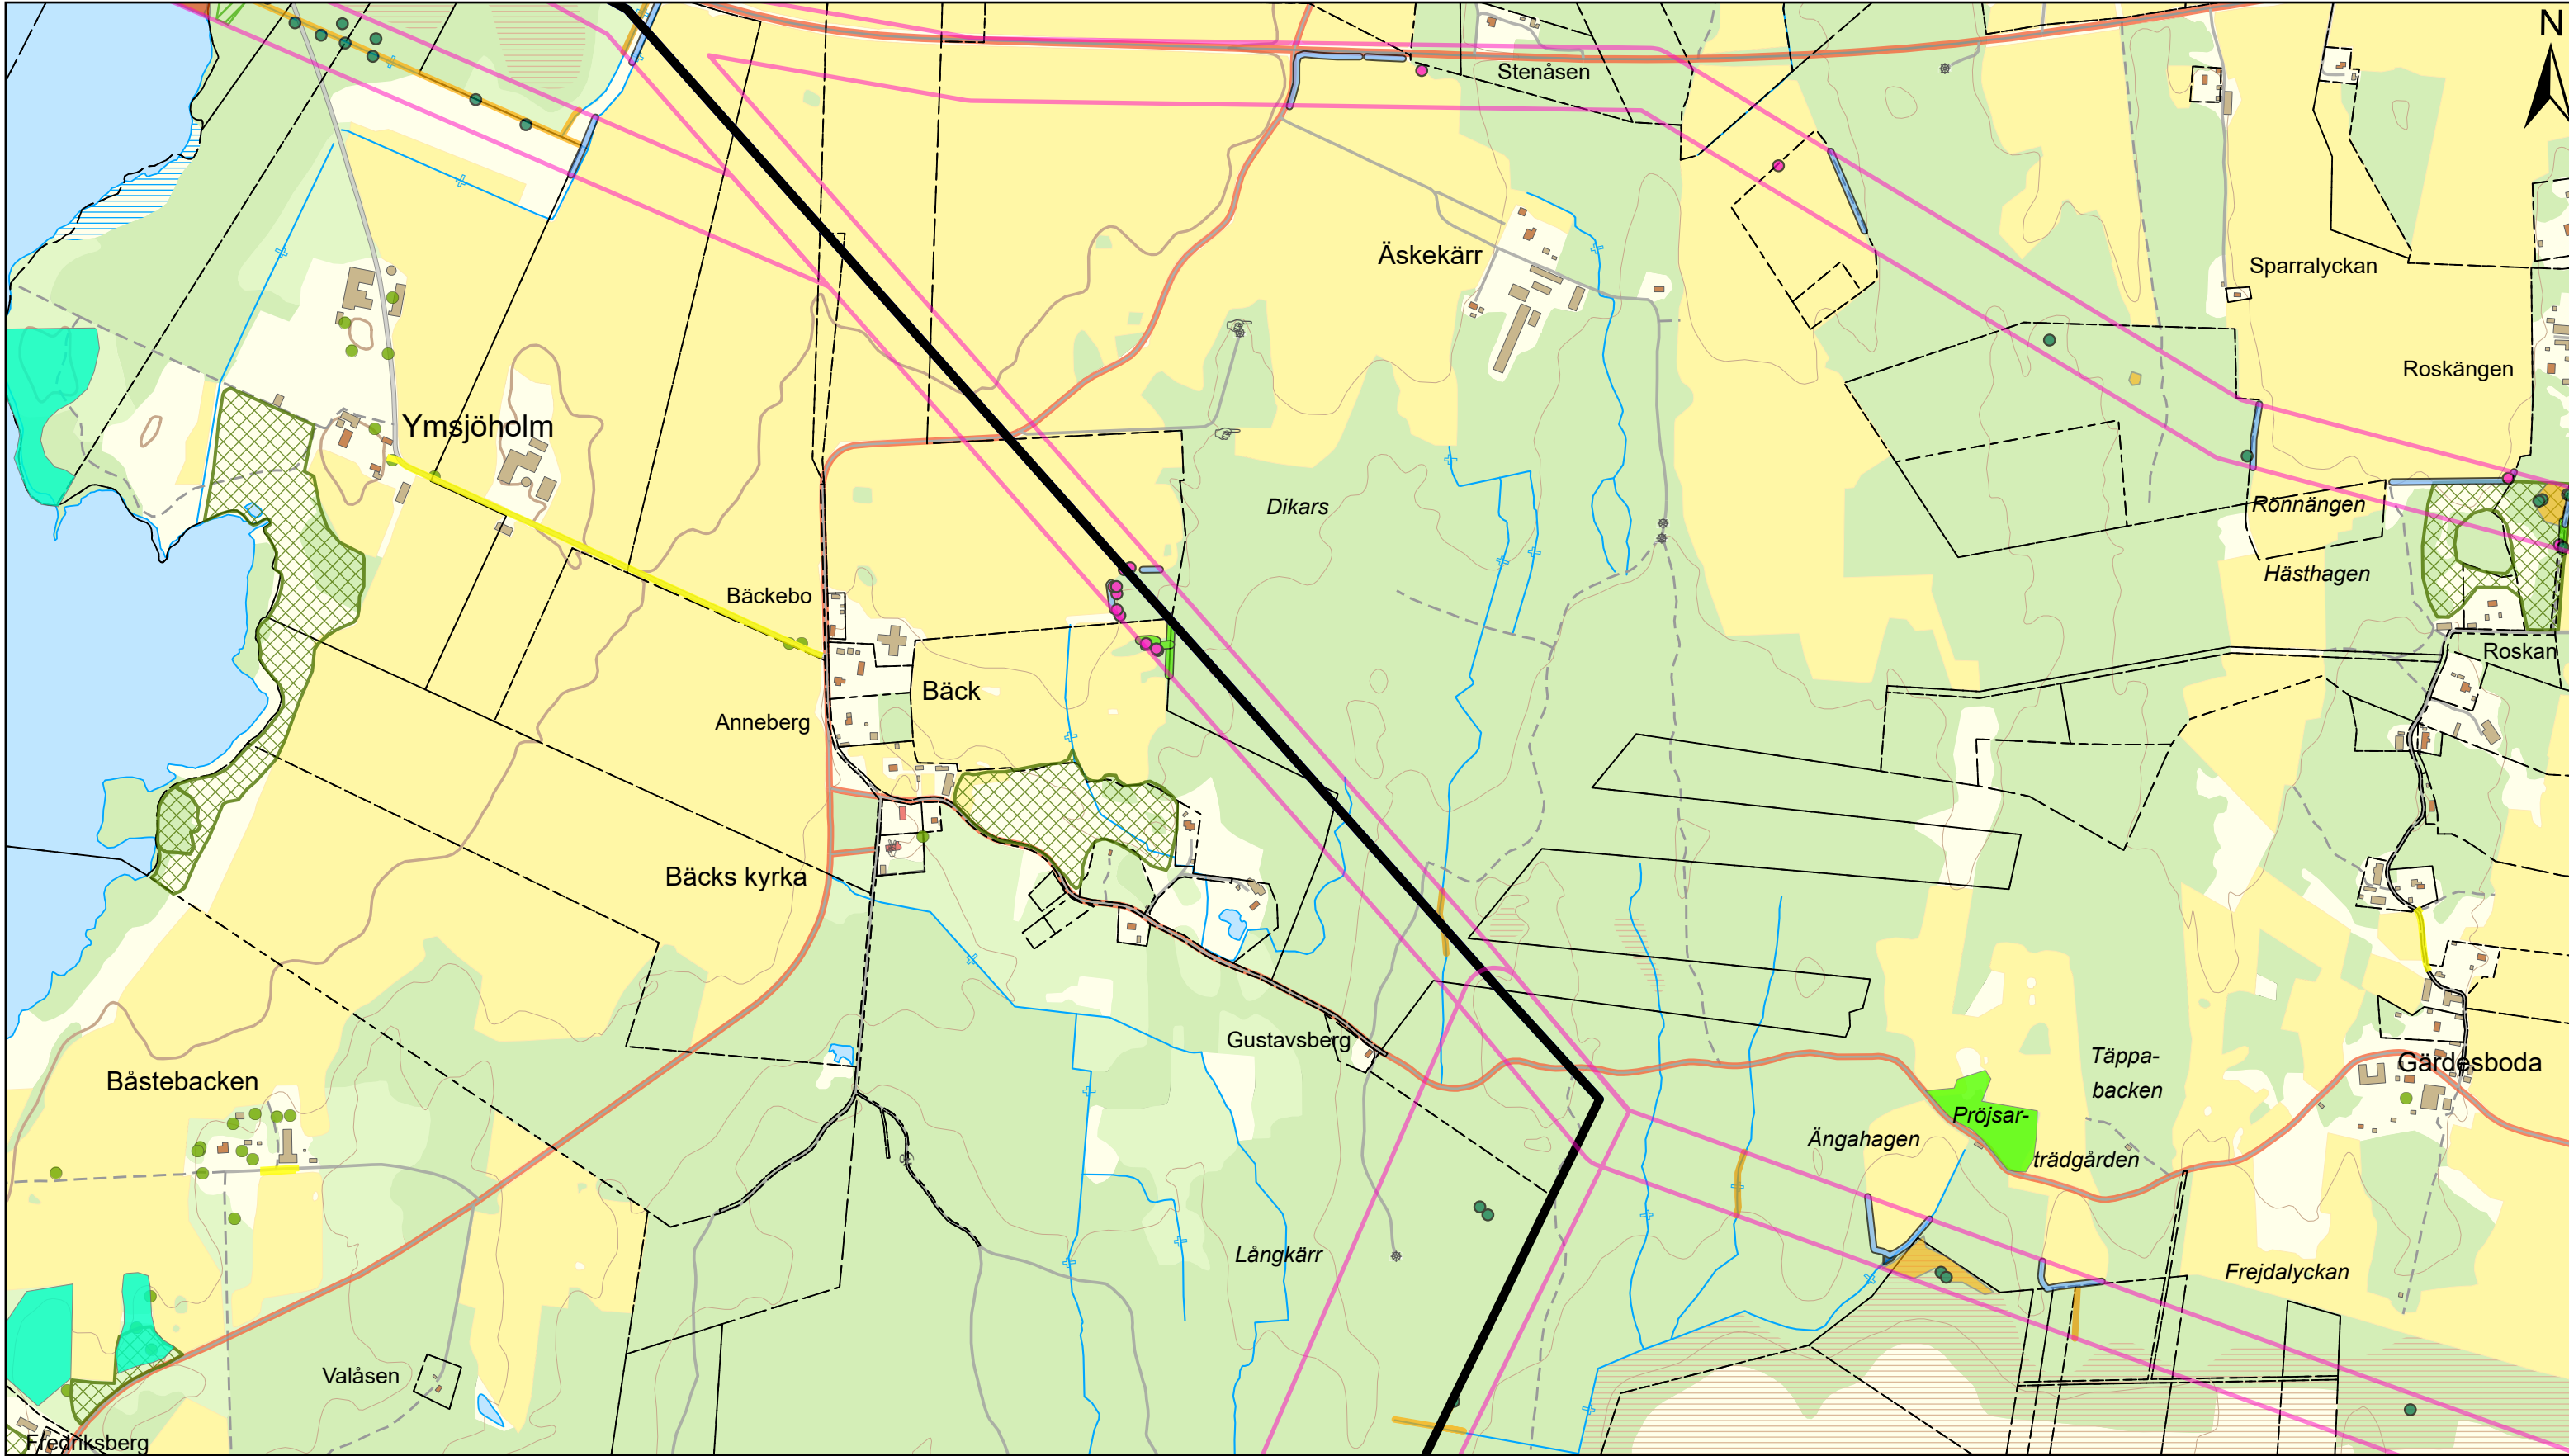 N
Stenåsen
Äskekärr
Sparralyckan
Roskängen
Ymsjöholm
Dikars
Rönnängen
Hästhagen
Bäckebo
Roskan
Bäck
Anneberg
Bäcks kyrka
Gustavsberg
Täppa-
backen
Gärdesboda
Båstebacken
Pröjsar-
trädgården
Ängahagen
Långkärr
Frejdalyckan
Valåsen
Fredriksberg